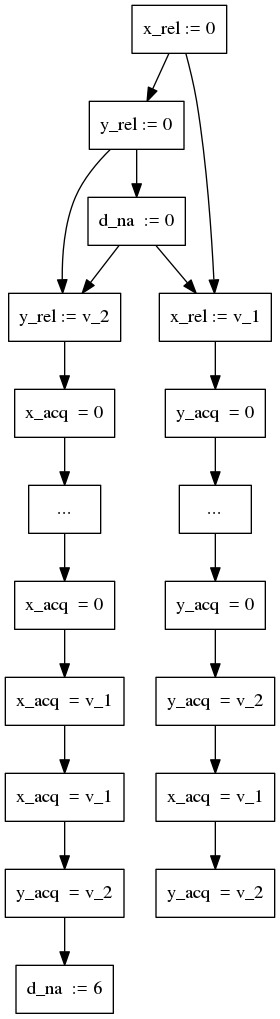 x_rel := 0
y_rel := 0
d_na := 0
y_rel := v_2
x_rel := v_1
x_acq = 0
y_acq = 0
...
...
x_acq = 0
y_acq = 0
x_acq = v_1
y_acq = v_2
x_acq = v_1
x_acq = v_1
y_acq = v_2
y_acq = v_2
d_na := 6